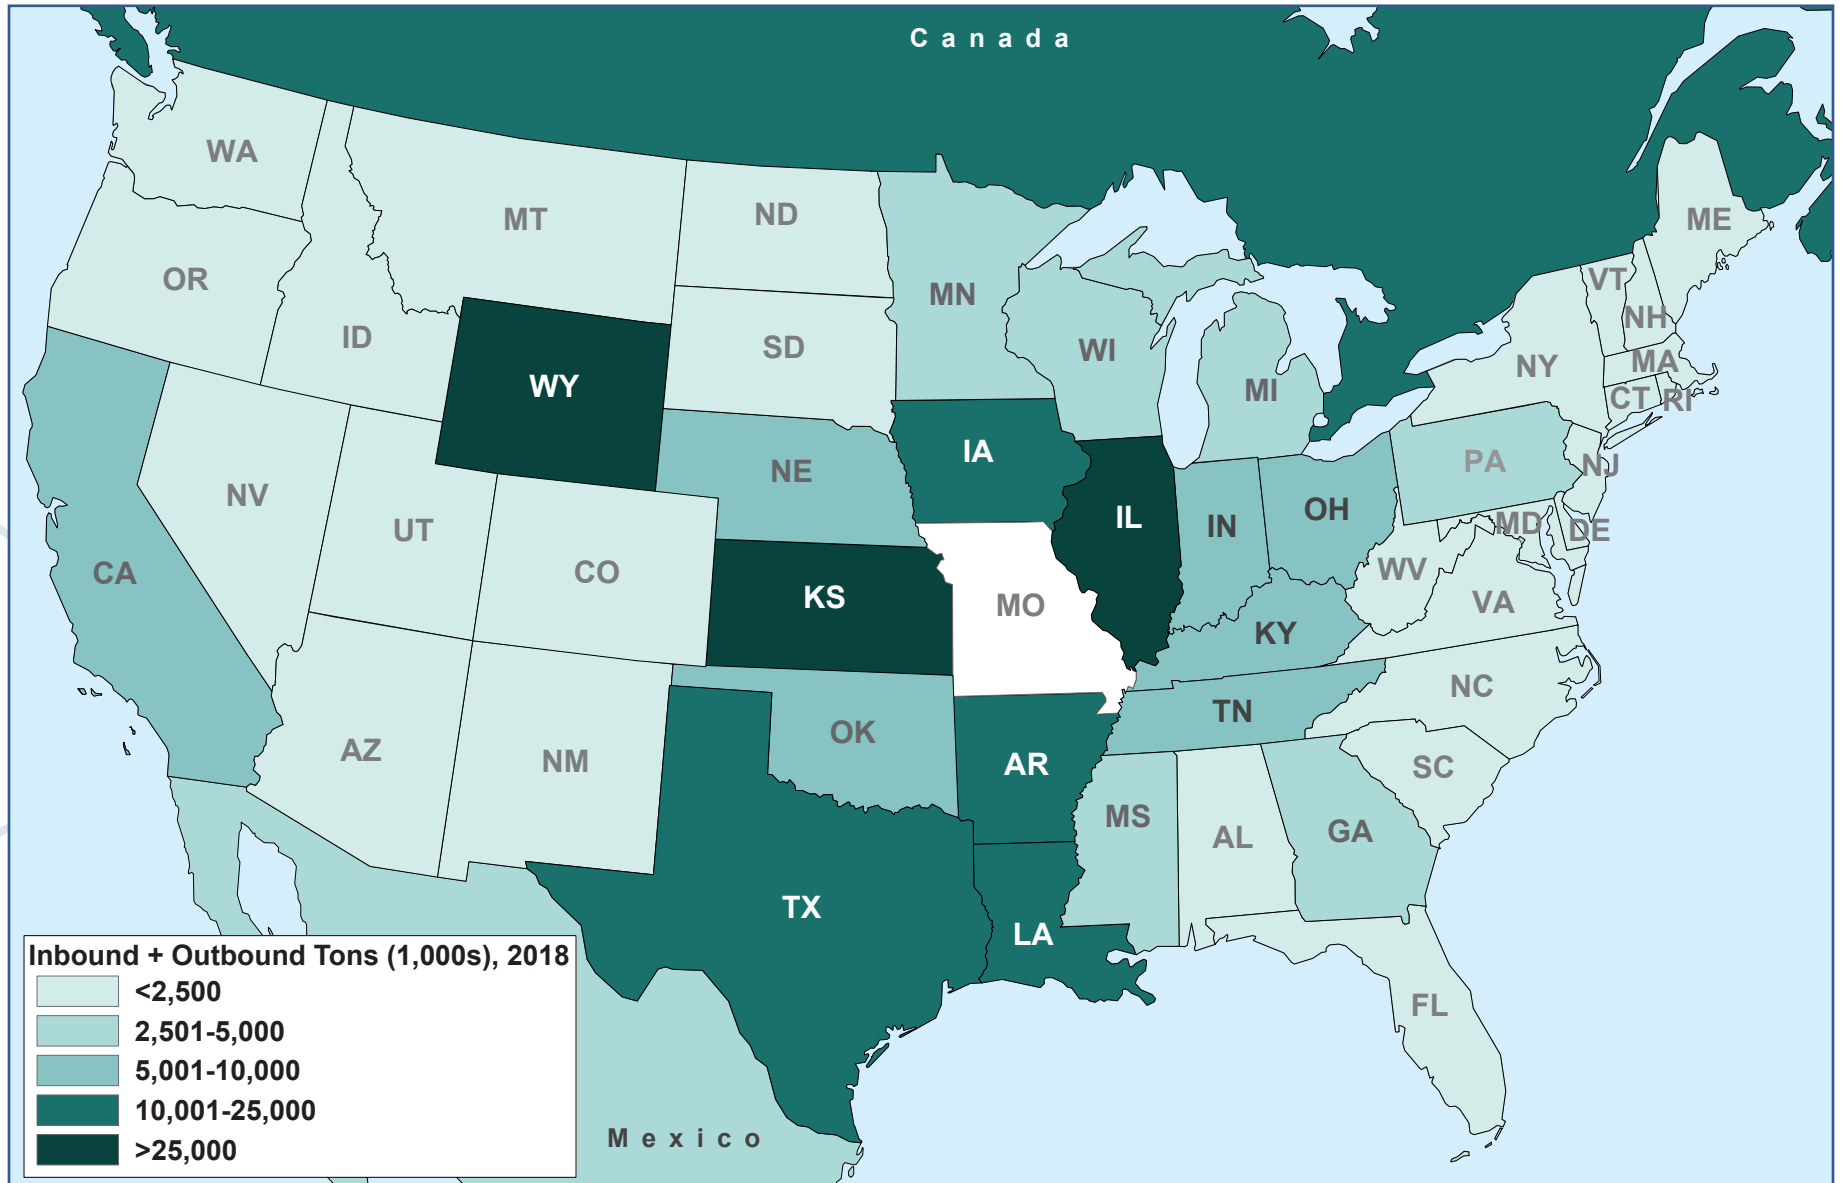 Canada
WA
MT
ND
ME
OR
MN
VT
ID
NH
SD
WI
MA
NY
WY
MI
CT
RI
IA
NE
PA
NJ
NV
IL
OH
IN
MD
DE
UT
CA
CO
KS
MO
WV
VA
KY
NC
TN
AZ
NM
OK
AR
SC
MS
AL
GA
TX
LA
FL
Mexico
Inbound + Outbound Tons (1,000s), 2018
<2,500
2,501-5,000
5,001-10,000
10,001-25,000
>25,000